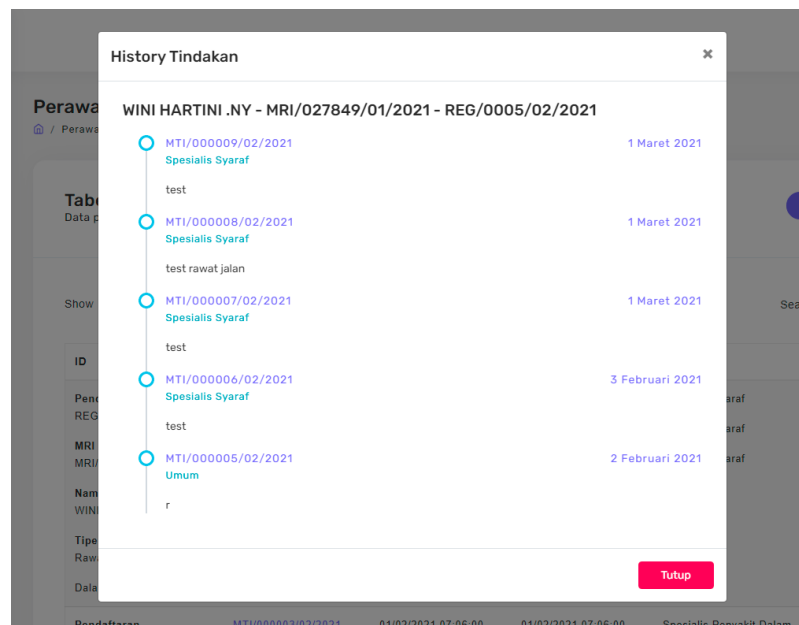 History Tindakan ×
WINI HARTINI .NY - MRI/027849/01/2021 - REG/0005/02/2021
MTI/000009/02/2021 1 Maret 2021
Spesialis Syaraf
test
MTI/000008/02/2021 1 Maret 2021
Spesialis Syaraf
test rawat jalan
MTI/000007/02/2021 1 Maret 2021
Spesialis Syaraf
test
MTI/000006/02/2021 3 Februari 2021
Spesialis Syaraf
test
MTI/000005/02/2021 2 Februari 2021
Umum
r
Tutup
Perawa
/ Perawa
Tab
Data p
Show Sea
ID
Pend
REG
araf
MRI
MRI/
araf
araf
Nam
WINI
Tipe
Raw
Dala
Pendaftaran MTI/000003/02/2021 01/02/2021 07:06:00 01/02/2021 07:06:00 Spesialis Penyakit Dalam